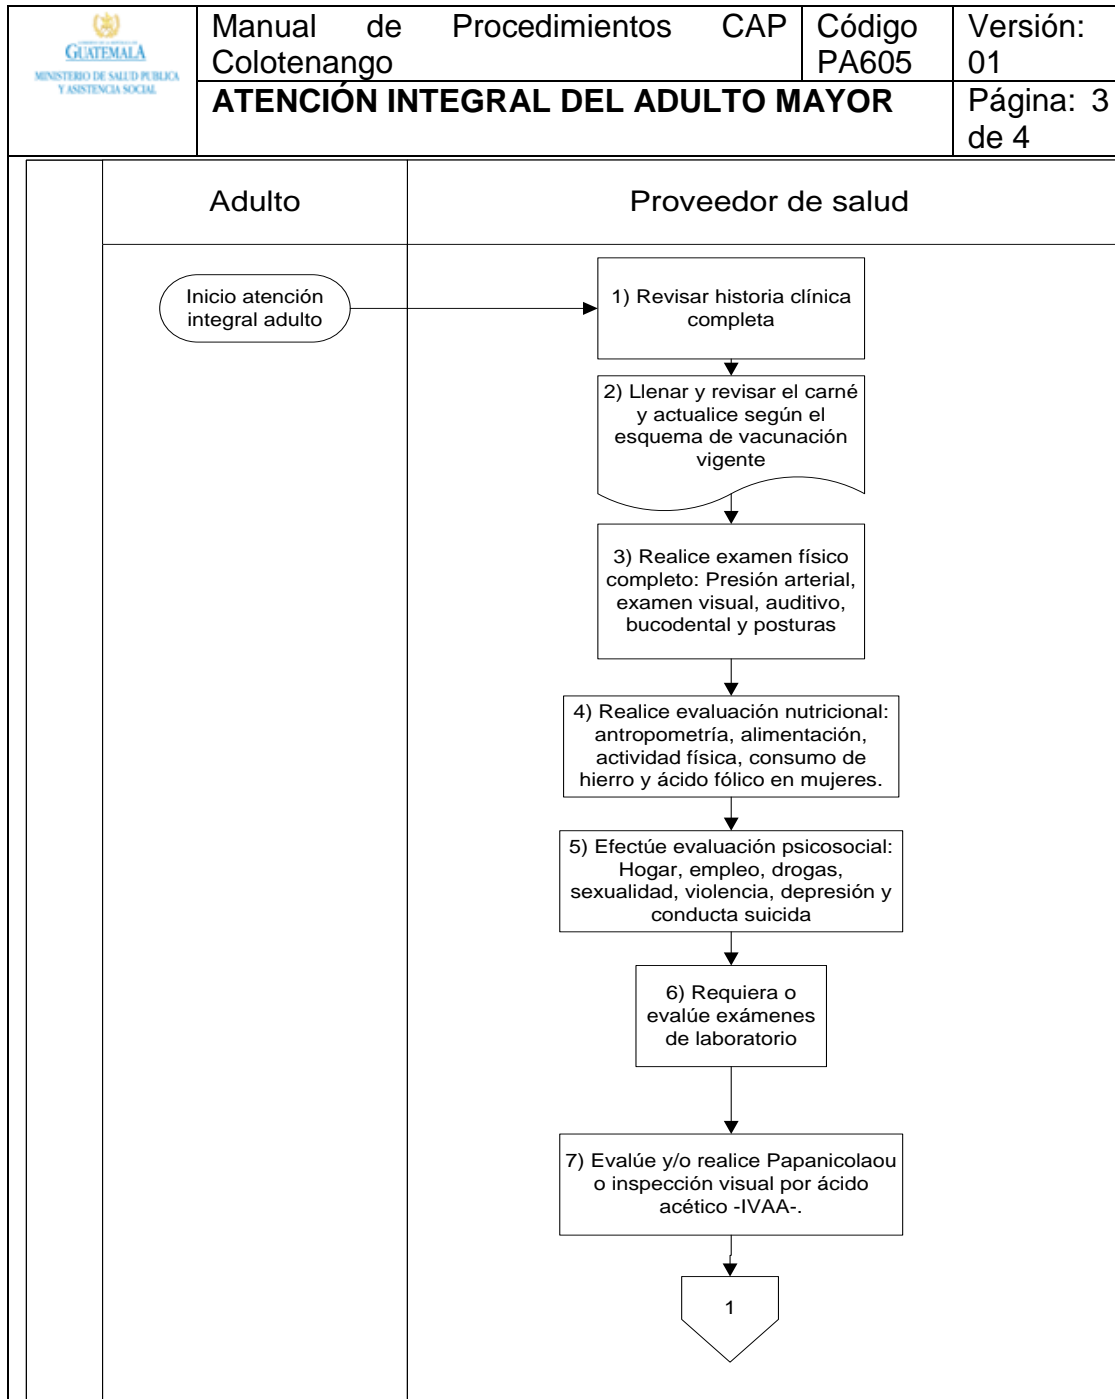 GOBIERNO DE LA REPÚBLICA DE
GUATEMALA
MINISTERIO DE SALUD PUBLICA
Y ASISTENCIA SOCIAL
Manual de Procedimientos CAP
Colotenango
Código
PA605
Versión:
01
ATENCIÓN INTEGRAL DEL ADULTO MAYOR
Página: 3
de 4
Adulto
Proveedor de salud
Inicio atención
integral adulto
1) Revisar historia clínica
completa
2) Llenar y revisar el carné
y actualice según el
esquema de vacunación
vigente
3) Realice examen físico
completo: Presión arterial,
examen visual, auditivo,
bucodental y posturas
4) Realice evaluación nutricional:
antropometría, alimentación,
actividad física, consumo de
hierro y ácido fólico en mujeres.
5) Efectúe evaluación psicosocial:
Hogar, empleo, drogas,
sexualidad, violencia, depresión y
conducta suicida
6) Requiera o
evalúe exámenes
de laboratorio
7) Evalúe y/o realice Papanicolaou
o inspección visual por ácido
acético -IVAA-.
1